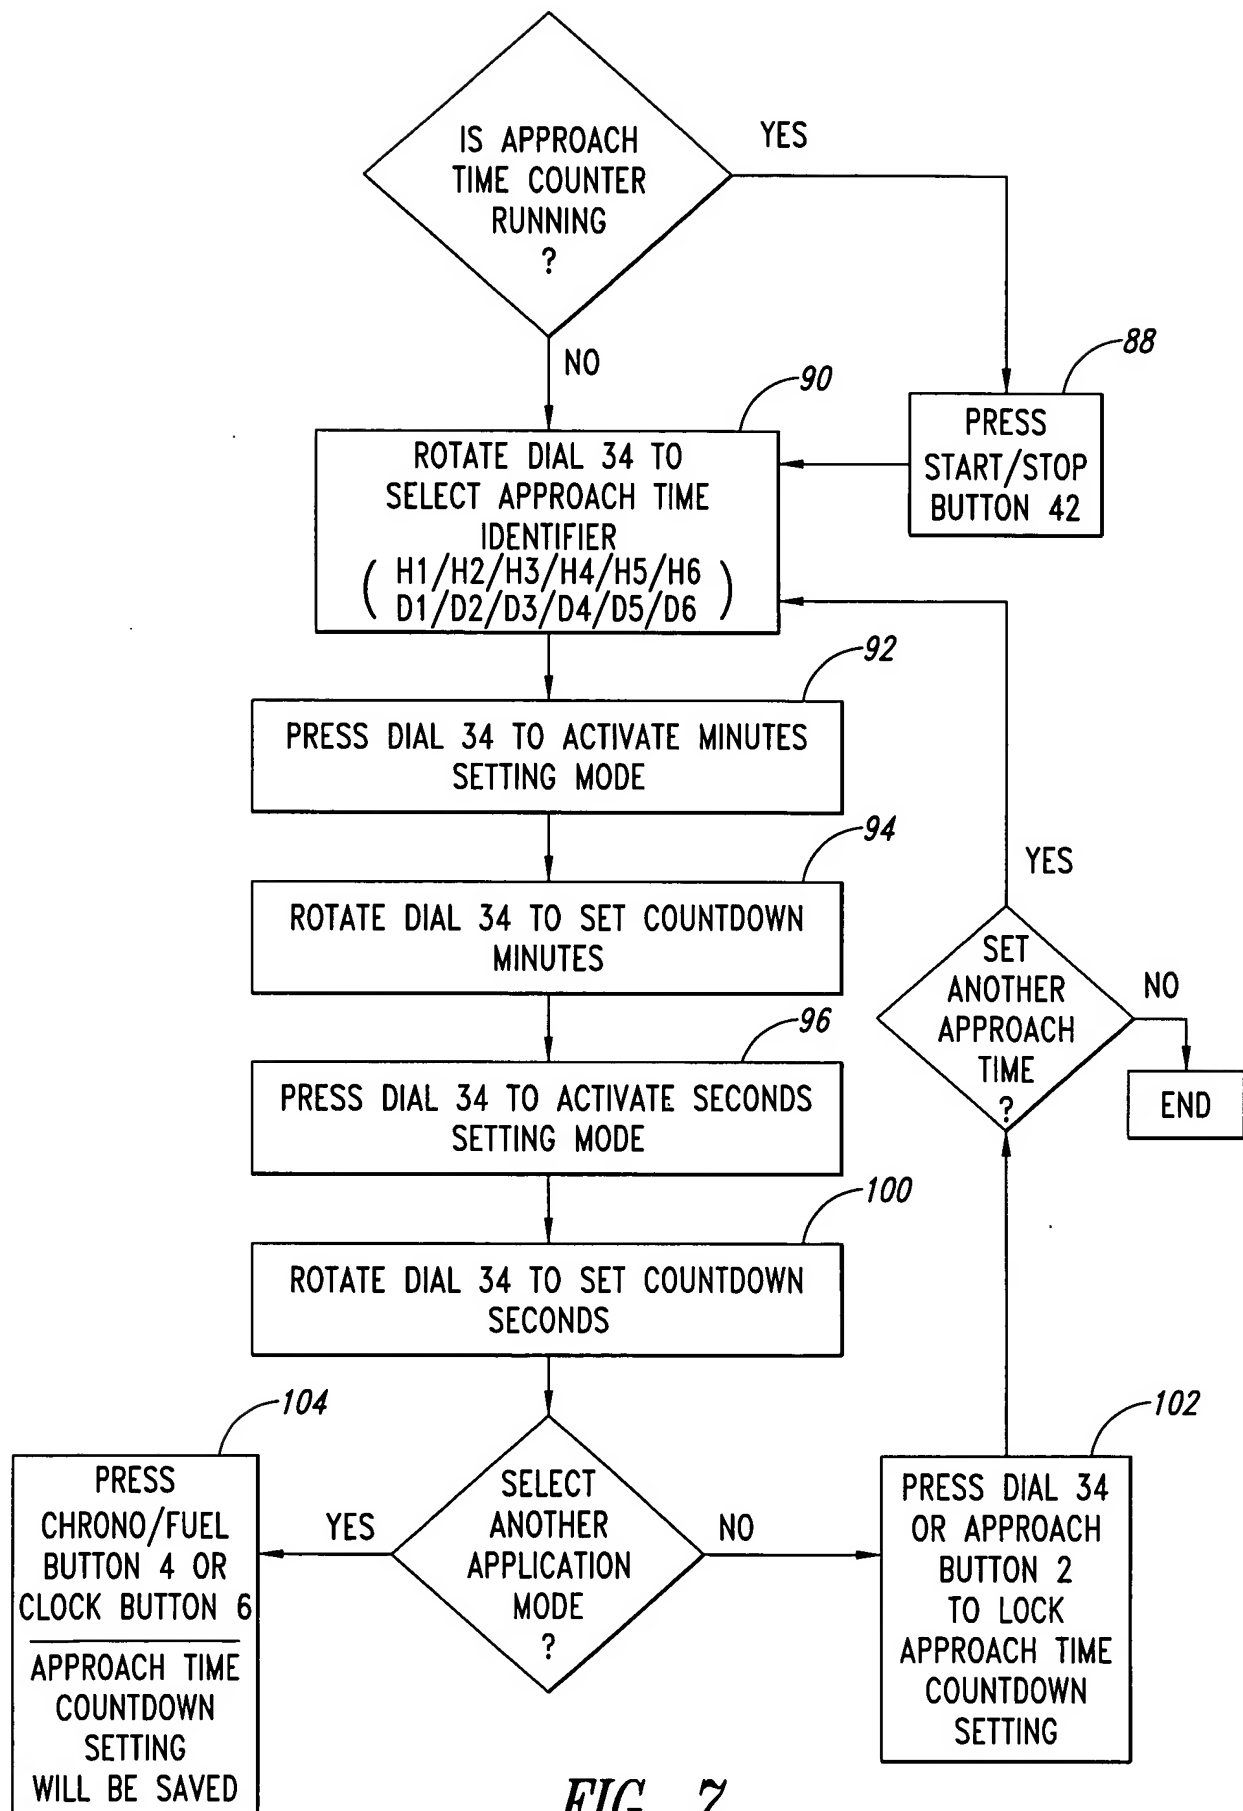 IS APPROACH
TIME COUNTER
RUNNING
?
YES
NO
88
PRESS
START/STOP
BUTTON 42
90
ROTATE DIAL 34 TO
SELECT APPROACH TIME
IDENTIFIER
( H1/H2/H3/H4/H5/H6
D1/D2/D3/D4/D5/D6 )
92
PRESS DIAL 34 TO ACTIVATE MINUTES
SETTING MODE
94
ROTATE DIAL 34 TO SET COUNTDOWN
MINUTES
96
PRESS DIAL 34 TO ACTIVATE SECONDS
SETTING MODE
100
ROTATE DIAL 34 TO SET COUNTDOWN
SECONDS
SELECT
ANOTHER
APPLICATION
MODE
?
YES
NO
104
PRESS
CHRONO/FUEL
BUTTON 4 OR
CLOCK BUTTON 6
APPROACH TIME
COUNTDOWN
SETTING
WILL BE SAVED
102
PRESS DIAL 34
OR APPROACH
BUTTON 2
TO LOCK
APPROACH TIME
COUNTDOWN
SETTING
SET
ANOTHER
APPROACH
TIME
?
YES
NO
END
FIG. 7